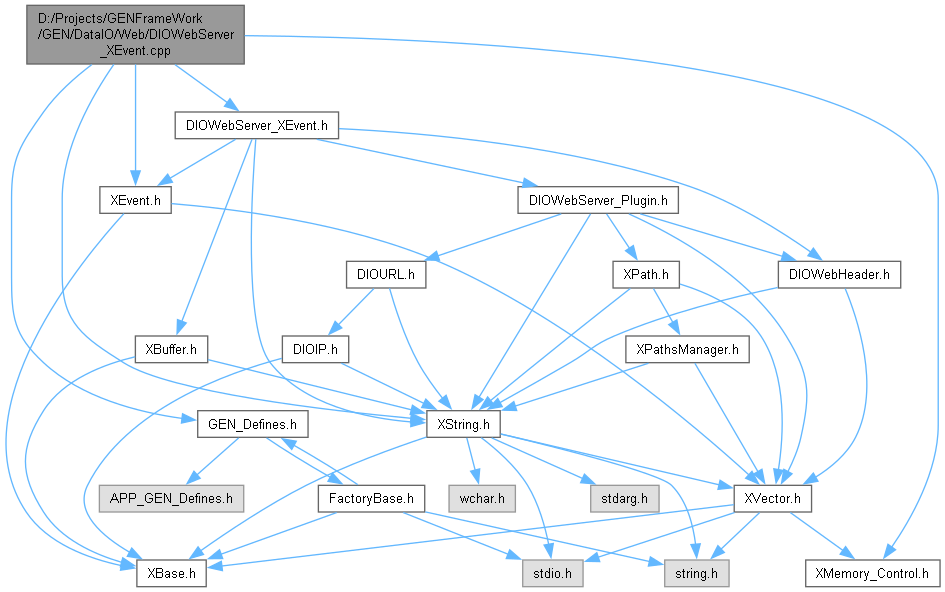 D:/Projects/GENFrameWork
/GEN/DataIO/Web/DIOWebServer
_XEvent.cpp
DIOWebServer_XEvent.h
XEvent.h
DIOWebServer_Plugin.h
DIOURL.h
XPath.h
DIOWebHeader.h
XBuffer.h
DIOIP.h
XPathsManager.h
GEN_Defines.h
XString.h
APP_GEN_Defines.h
FactoryBase.h
wchar.h
stdarg.h
XVector.h
XBase.h
stdio.h
string.h
XMemory_Control.h